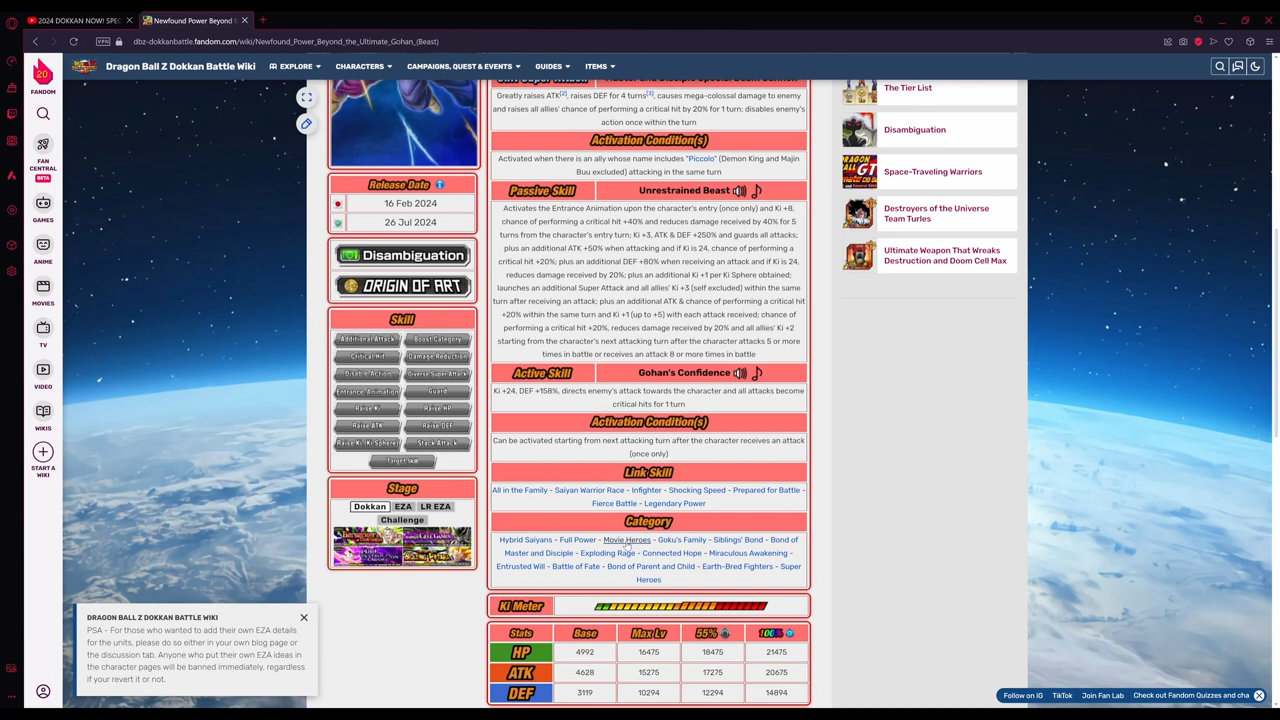 2024 DOKKAN NOW! SPEC
Newfound Power Beyond t
VPN
dbz-dokkanbattle.fandom.com/wiki/Newfound_Power_Beyond_the_Ultimate_Gohan_(Beast)
20
FANDOM
FAN CENTRAL
BETA
GAMES
ANIME
MOVIES
TV
VIDEO
WIKIS
START A WIKI
Dragon Ball Z Dokkan Battle Wiki
EXPLORE
CHARACTERS
CAMPAIGNS, QUEST & EVENTS
GUIDES
ITEMS
Release Date
16 Feb 2024
26 Jul 2024
Disambiguation
ORIGIN OF ART
Skill
Additional Attack
Boost Category
Critical Hit
Damage Reduction
Disable Action
Diverse Super Attack
Entrance Animation
Guard
Raise Ki
Raise HP
Raise ATK
Raise DEF
Raise Ki (Ki Sphere)
Stack Attack
Target Skill
Stage
Dokkan
EZA
LR EZA
Challenge
Greatly raises ATK[2], raises DEF for 4 turns[3], causes mega-colossal damage to enemy
and raises all allies' chance of performing a critical hit by 20% for 1 turn; disables enemy's
action once within the turn
Activation Condition(s)
Activated when there is an ally whose name includes "Piccolo" (Demon King and Majin
Buu excluded) attacking in the same turn
Passive Skill
Unrestrained Beast
Activates the Entrance Animation upon the character's entry (once only) and Ki +8,
chance of performing a critical hit +40% and reduces damage received by 40% for 5
turns from the character's entry turn; Ki +3, ATK & DEF +250% and guards all attacks;
plus an additional ATK +50% when attacking and if Ki is 24, chance of performing a
critical hit +20%; plus an additional DEF +80% when receiving an attack and if Ki is 24,
reduces damage received by 20%; plus an additional Ki +1 per Ki Sphere obtained;
launches an additional Super Attack and all allies' Ki +3 (self excluded) within the same
turn after receiving an attack; plus an additional ATK & chance of performing a critical hit
+20% within the same turn and Ki +1 (up to +5) with each attack received; chance of
performing a critical hit +20%, reduces damage received by 20% and all allies' Ki +2
starting from the character's next attacking turn after the character attacks 5 or more
times in battle or receives an attack 8 or more times in battle
Active Skill
Gohan's Confidence
Ki +24, DEF +158%, directs enemy's attack towards the character and all attacks become
critical hits for 1 turn
Activation Condition(s)
Can be activated starting from next attacking turn after the character receives an attack
(once only)
Link Skill
All in the Family - Saiyan Warrior Race - Infighter - Shocking Speed - Prepared for Battle -
Fierce Battle - Legendary Power
Category
Hybrid Saiyans - Full Power - Movie Heroes - Goku's Family - Siblings' Bond - Bond of
Master and Disciple - Exploding Rage - Connected Hope - Miraculous Awakening -
Entrusted Will - Battle of Fate - Bond of Parent and Child - Earth-Bred Fighters - Super
Heroes
Ki Meter
Stats Base Max Lv 55% 100%
HP 4992 16475 18475 21475
ATK 4628 15275 17275 20675
DEF 3119 10294 12294 14894
The Tier List
Disambiguation
Space-Traveling Warriors
Destroyers of the Universe
Team Turles
Ultimate Weapon That Wreaks
Destruction and Doom Cell Max
DRAGON BALL Z DOKKAN BATTLE WIKI
PSA - For those who wanted to add their own EZA details
for the units, please do so either in your own blog page or
the discussion tab. Anyone who put their own EZA ideas in
the character pages will be banned immediately, regardless
if your revert it or not.
Follow on IG
TikTok
Join Fan Lab
Check out Fandom Quizzes and cha